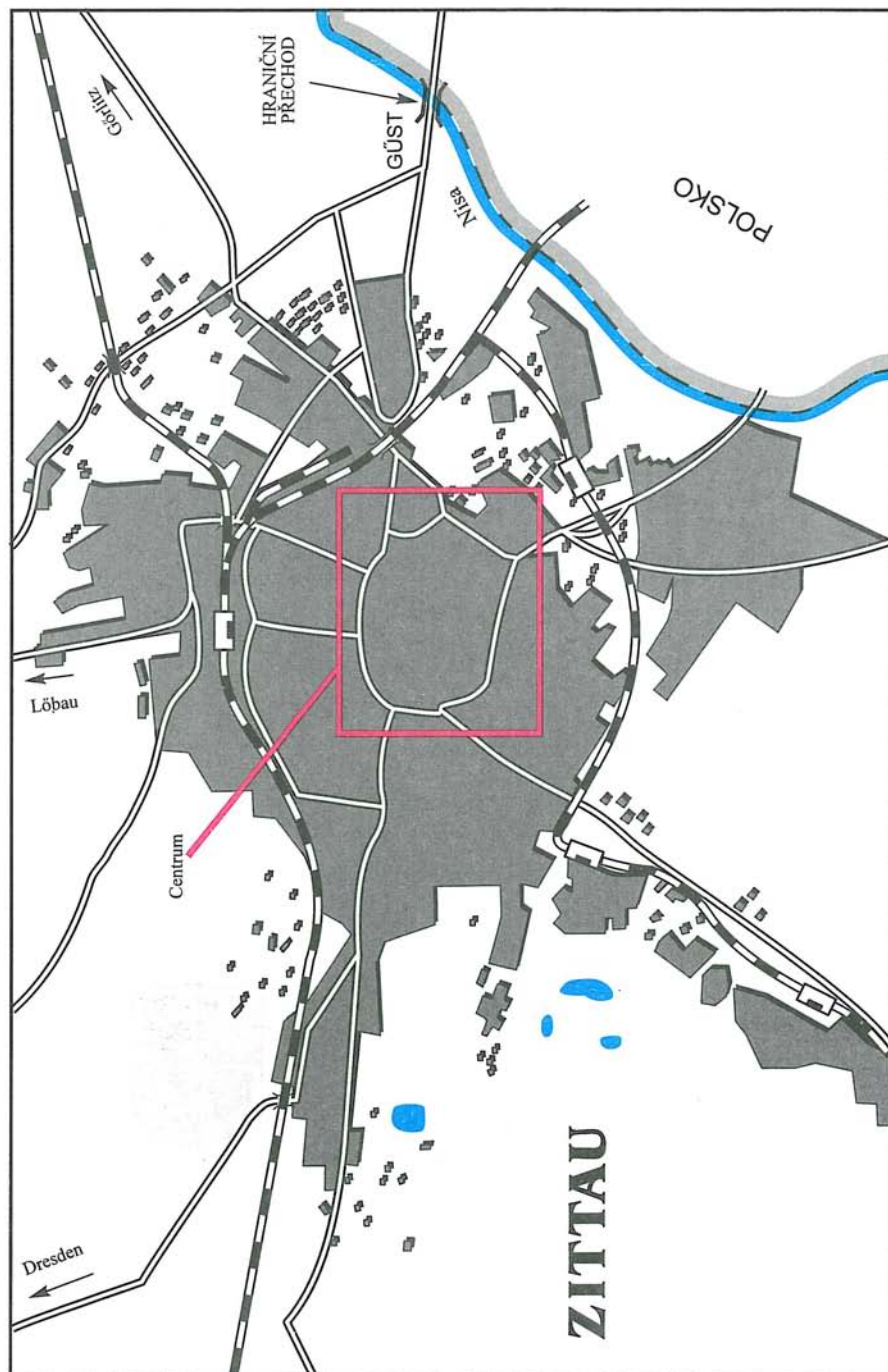 Görlitz
HRANIČNÍ
PŘECHOD
GŰST
Nisa
POLSKO
Löbau
Centrum
Dresden
ZITTAU